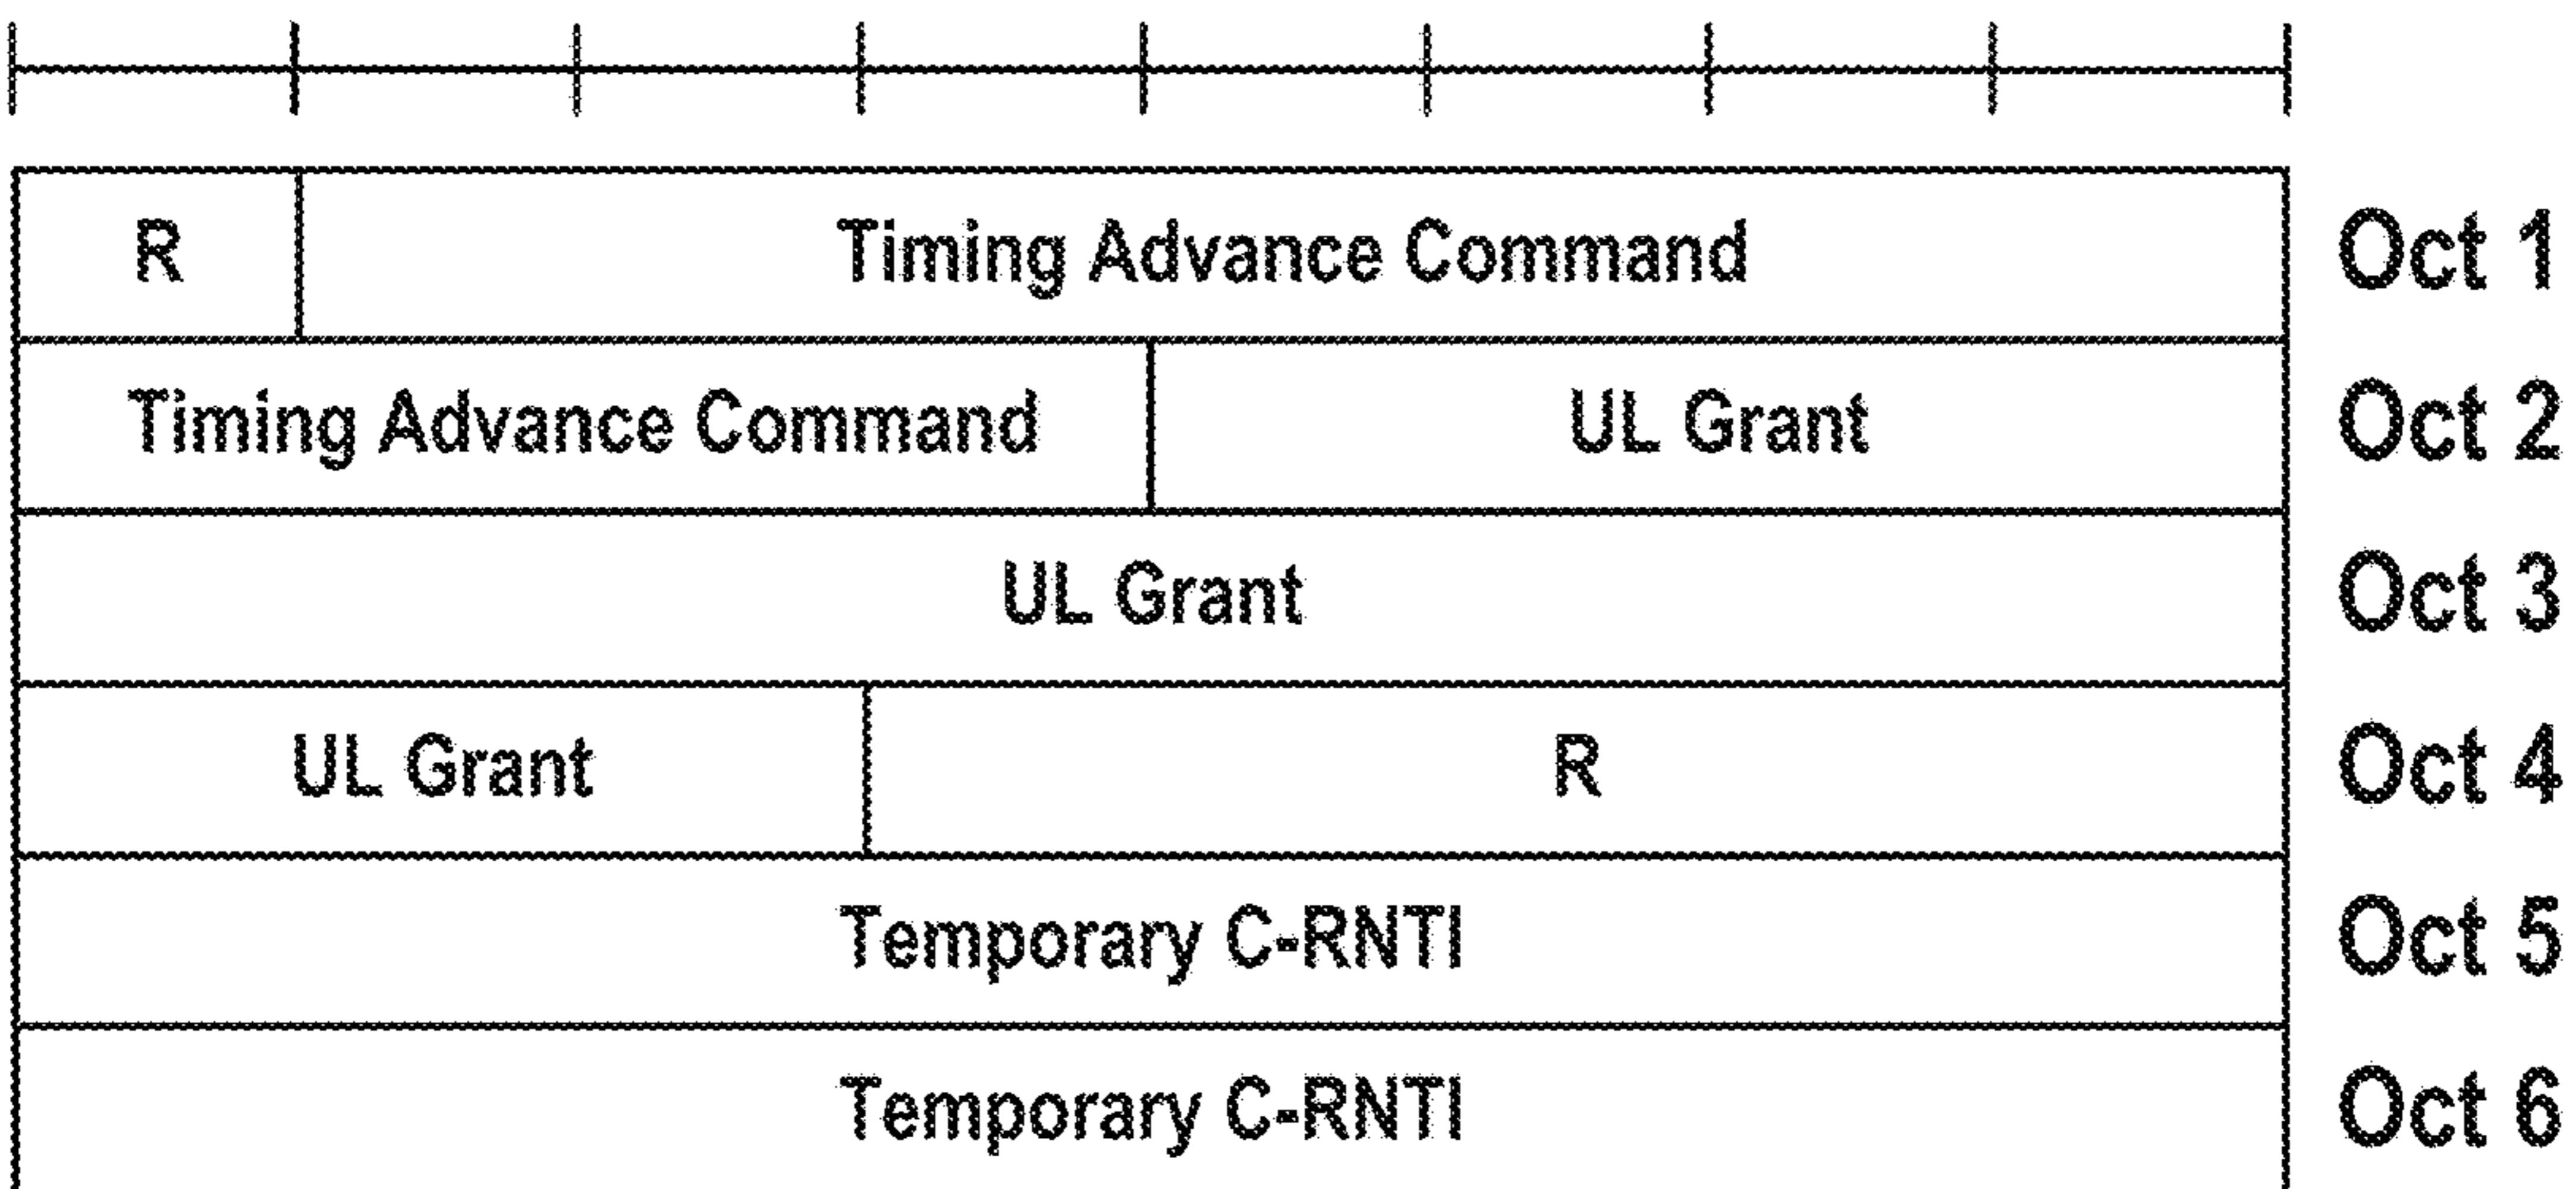 R Timing Advance Command Oct 1
Timing Advance Command UL Grant Oct 2
UL Grant Oct 3
UL Grant R Oct 4
Temporary C-RNTI Oct 5
Temporary C-RNTI Oct 6